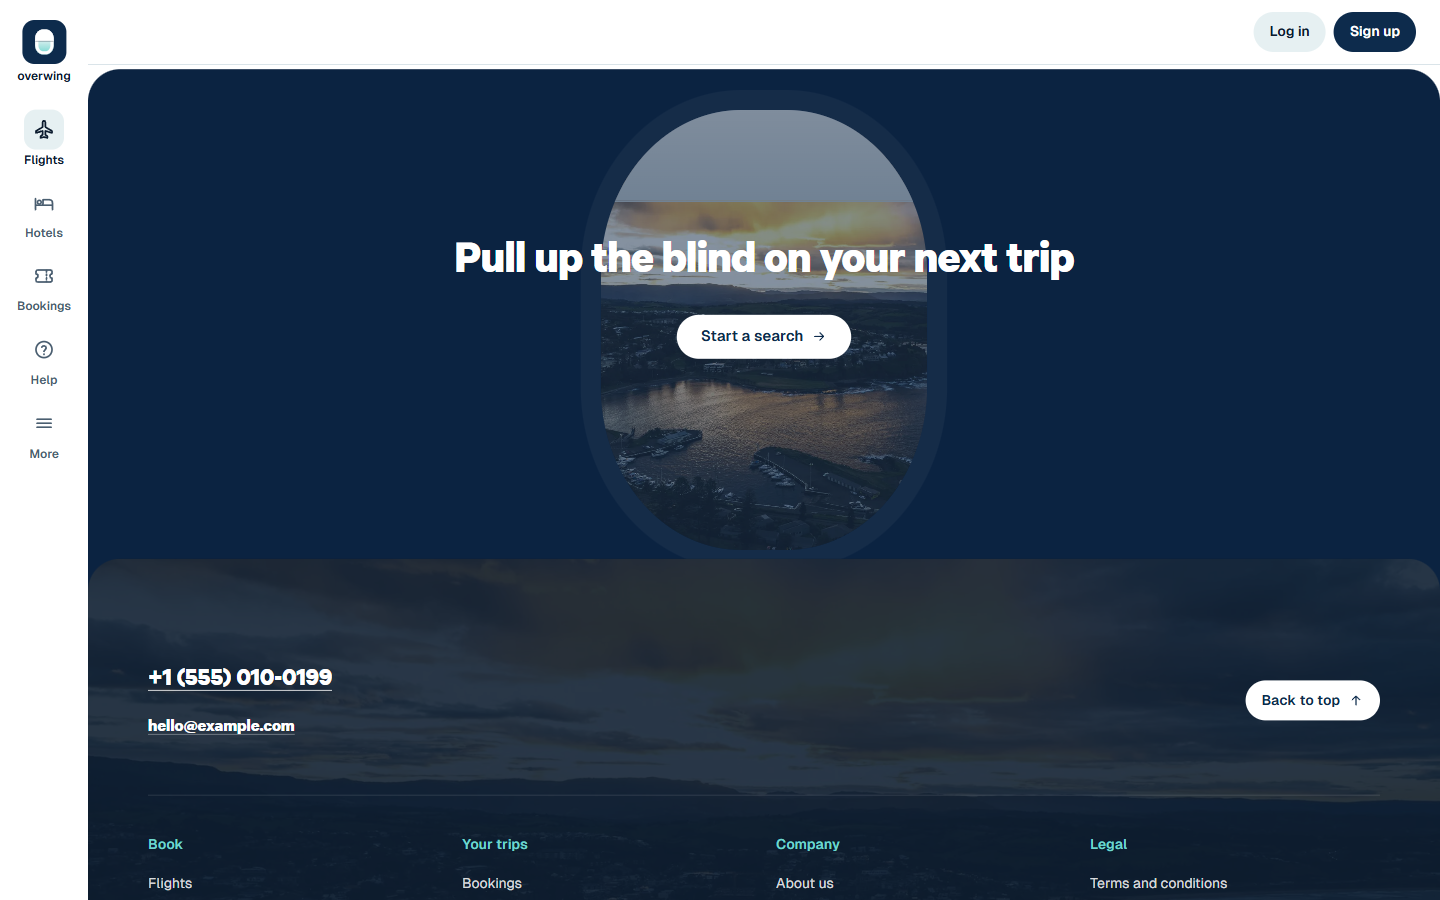 Log in
Sign up
overwing
Flights
Hotels
Bookings
Help
More
Pull up the blind on your next trip
Start a search
+1 (555) 010-0199
hello@example.com
Back to top
Book
Your trips
Company
Legal
Flights
Bookings
About us
Terms and conditions